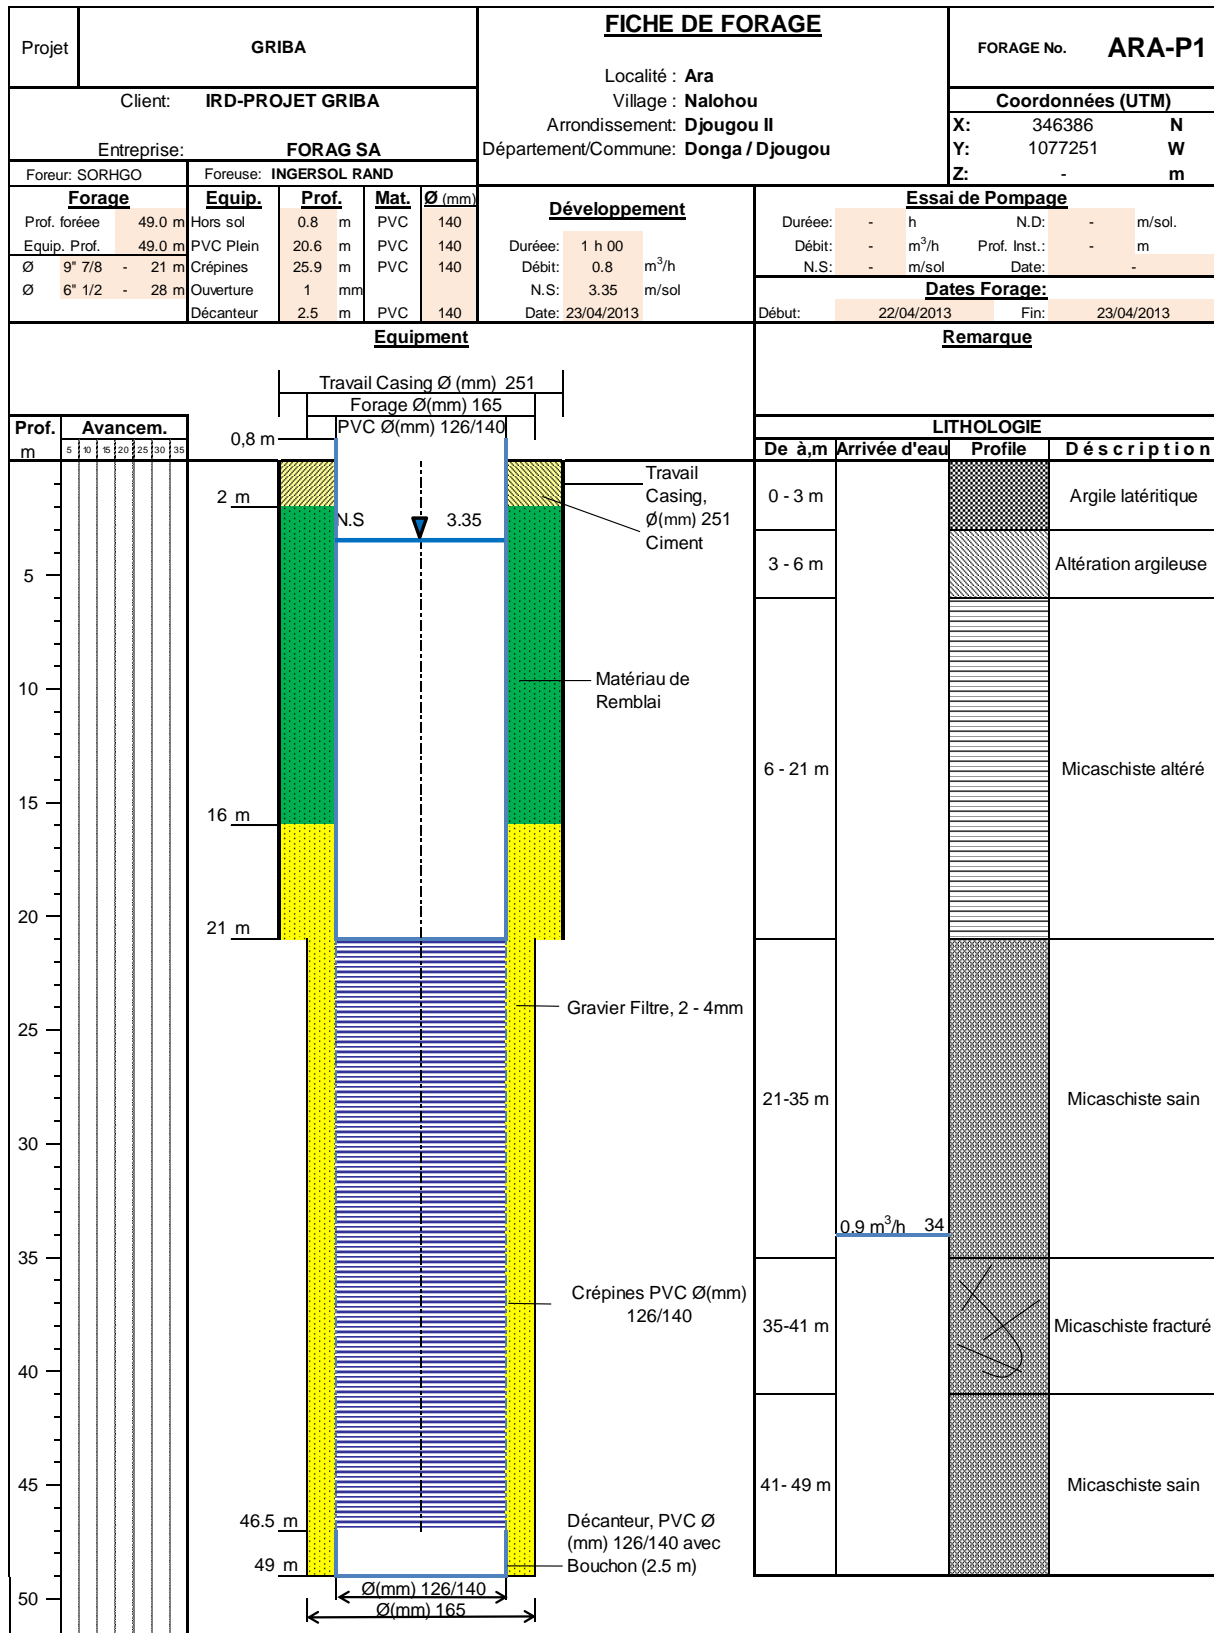 Projet
GRIBA
FICHE DE FORAGE
FORAGE No. ARA-P1
Localité : Ara
Client: IRD-PROJET GRIBA
Village : Nalohou
Coordonnées (UTM)
Arrondissement: Djougou II
X: 346386 N
Entreprise: FORAG SA
Département/Commune: Donga / Djougou
Y: 1077251 W
Foreur: SORHGO
Foreuse: INGERSOL RAND
Z: - m
Forage
Equip. Prof. Mat. Ø (mm)
Prof. foréee 49.0 m
Hors sol 0.8 m PVC 140
Equip. Prof. 49.0 m
PVC Plein 20.6 m PVC 140
Ø 9" 7/8 - 21 m
Crépines 25.9 m PVC 140
Ø 6" 1/2 - 28 m
Ouverture 1 mm
Décanteur 2.5 m PVC 140
Développement
Duréee: 1 h 00
Débit: 0.8 m³/h
N.S: 3.35 m/sol
Date: 23/04/2013
Essai de Pompage
Duréee: - h N.D: - m/sol.
Débit: - m³/h Prof. Inst.: - m
N.S: - m/sol Date: -
Dates Forage:
Début: 22/04/2013 Fin: 23/04/2013
Equipment
Remarque
Travail Casing Ø (mm) 251
Forage Ø(mm) 165
PVC Ø(mm) 126/140
0,8 m
Prof.
m
Avancem.
5 10 15 20 25 30 35
LITHOLOGIE
De à,m Arrivée d'eau Profile Déscription
Travail
Casing,
Ø(mm) 251
Ciment
2 m
N.S 3.35
0 - 3 m Argile latéritique
3 - 6 m Altération argileuse
5
Matériau de
Remblai
10
6 - 21 m Micaschiste altéré
15
16 m
20
21 m
Gravier Filtre, 2 - 4mm
25
21-35 m Micaschiste sain
30
0.9 m³/h 34
35
Crépines PVC Ø(mm)
126/140
35-41 m Micaschiste fracturé
40
45
41- 49 m Micaschiste sain
46.5 m
Décanteur, PVC Ø
(mm) 126/140 avec
Bouchon (2.5 m)
49 m
50
Ø(mm) 126/140
Ø(mm) 165